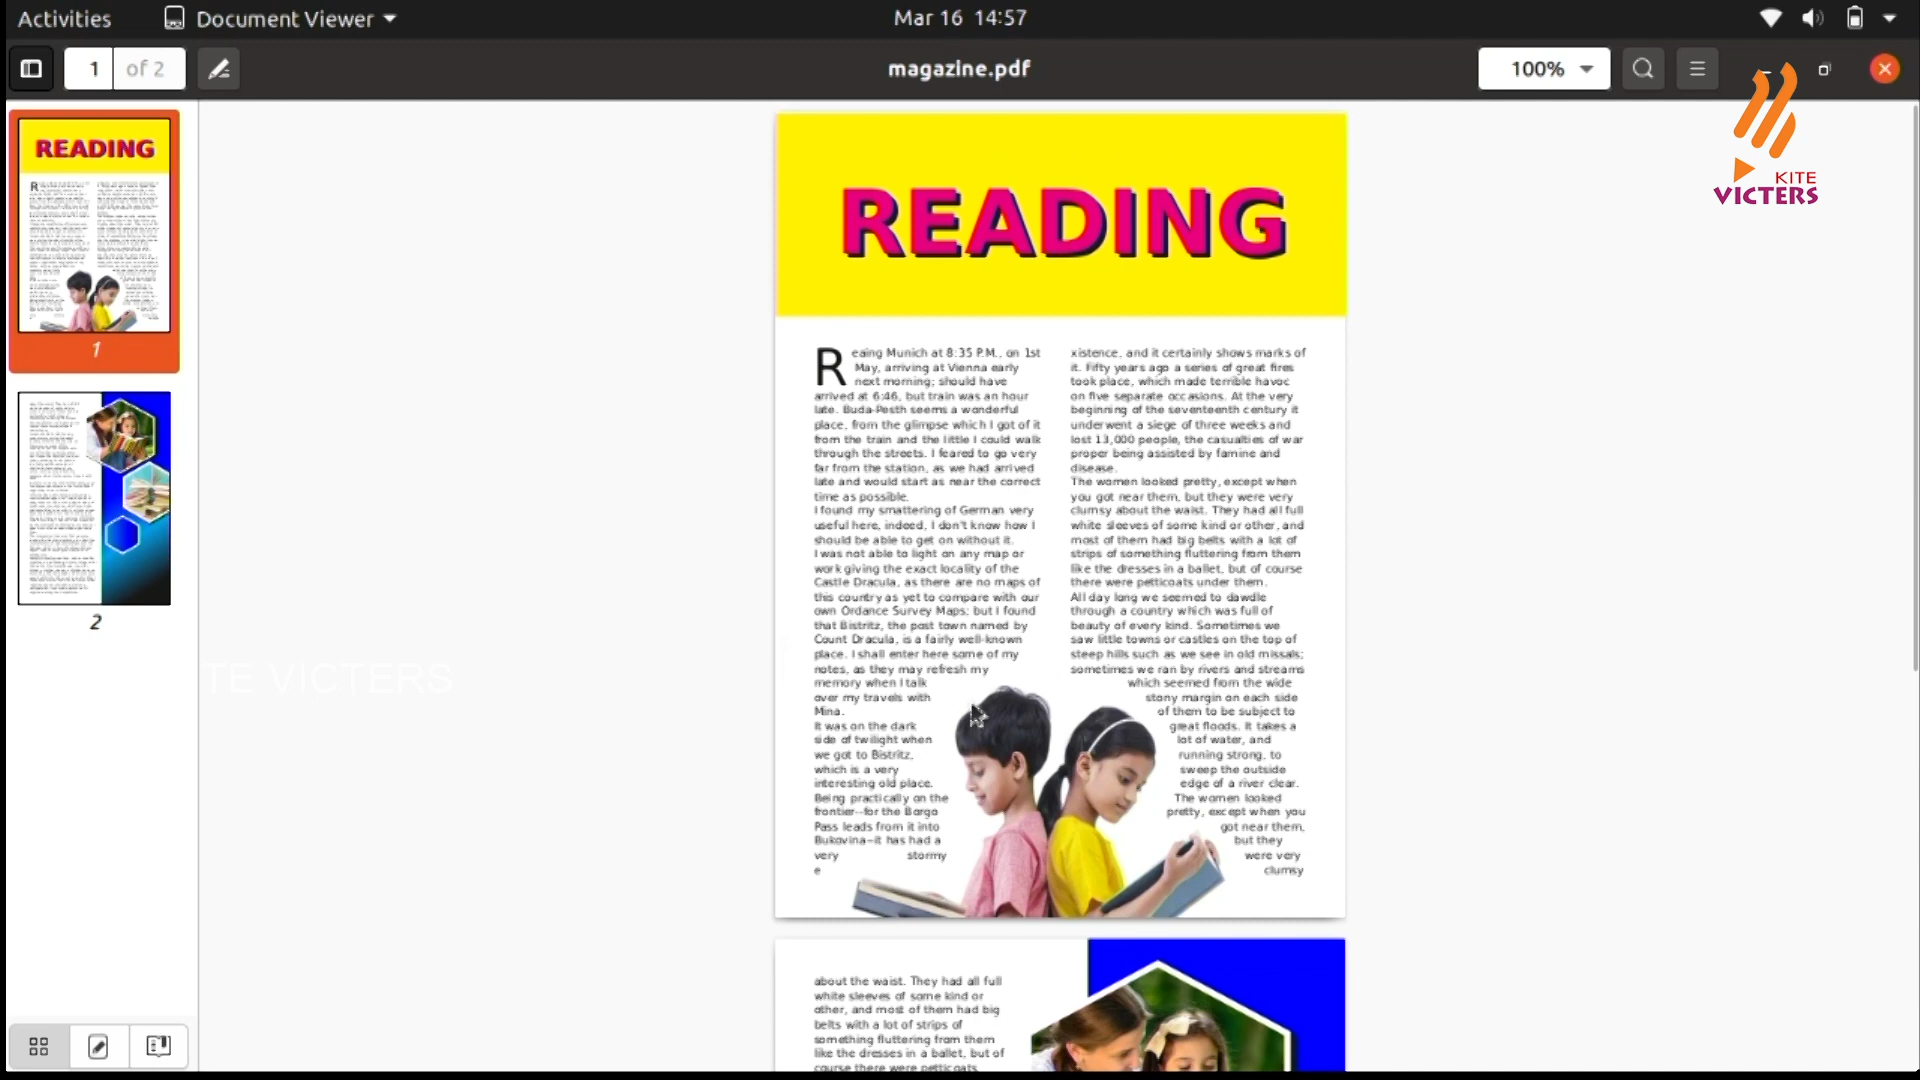 Activities
Document Viewer
Mar 16 14:57
1 of 2
magazine.pdf
100%
KITE
VICTERS
READING
1
2
TE VICTERS
READING
Reaing Munich at 8:35 P.M., on 1st
May, arriving at Vienna early
next morning; should have
arrived at 6:46, but train was an hour
late. Buda-Pesth seems a wonderful
place, from the glimpse which I got of it
from the train and the little I could walk
through the streets. I feared to go very
far from the station, as we had arrived
late and would start as near the correct
time as possible.
I found my smattering of German very
useful here, indeed, I don't know how I
should be able to get on without it.
I was not able to light on any map or
work giving the exact locality of the
Castle Dracula, as there are no maps of
this country as yet to compare with our
own Ordance Survey Maps; but I found
that Bistritz, the post town named by
Count Dracula, is a fairly well-known
place. I shall enter here some of my
notes, as they may refresh my
memory when I talk
over my travels with
Mina.
It was on the dark
side of twilight when
we got to Bistritz,
which is a very
interesting old place.
Being practically on the
frontier--for the Borgo
Pass leads from it into
Bukovina--it has had a
very stormy
e
xistence, and it certainly shows marks of
it. Fifty years ago a series of great fires
took place, which made terrible havoc
on five separate occasions. At the very
beginning of the seventeenth century it
underwent a siege of three weeks and
lost 13,000 people, the casualties of war
proper being assisted by famine and
disease.
The women looked pretty, except when
you got near them, but they were very
clumsy about the waist. They had all full
white sleeves of some kind or other, and
most of them had big belts with a lot of
strips of something fluttering from them
like the dresses in a ballet, but of course
there were petticoats under them.
All day long we seemed to dawdle
through a country which was full of
beauty of every kind. Sometimes we
saw little towns or castles on the top of
steep hills such as we see in old missals;
sometimes we ran by rivers and streams
which seemed from the wide
stony margin on each side
of them to be subject to
great floods. It takes a
lot of water, and
running strong, to
sweep the outside
edge of a river clear.
The women looked
pretty, except when you
got near them,
but they
were very
clumsy
about the waist. They had all full
white sleeves of some kind or
other, and most of them had big
belts with a lot of strips of
something fluttering from them
like the dresses in a ballet, but of
course there were petticoats